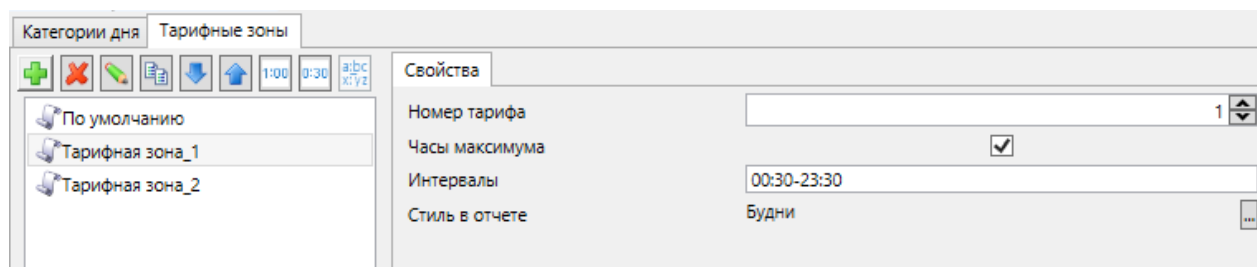 Категории дня Тарифные зоны
1:00 0:30 a:bc
x:yz
Свойства
По умолчанию
Тарифная зона_1
Тарифная зона_2
Номер тарифа 1
Часы максимума
Интервалы 00:30-23:30
Стиль в отчете Будни ...